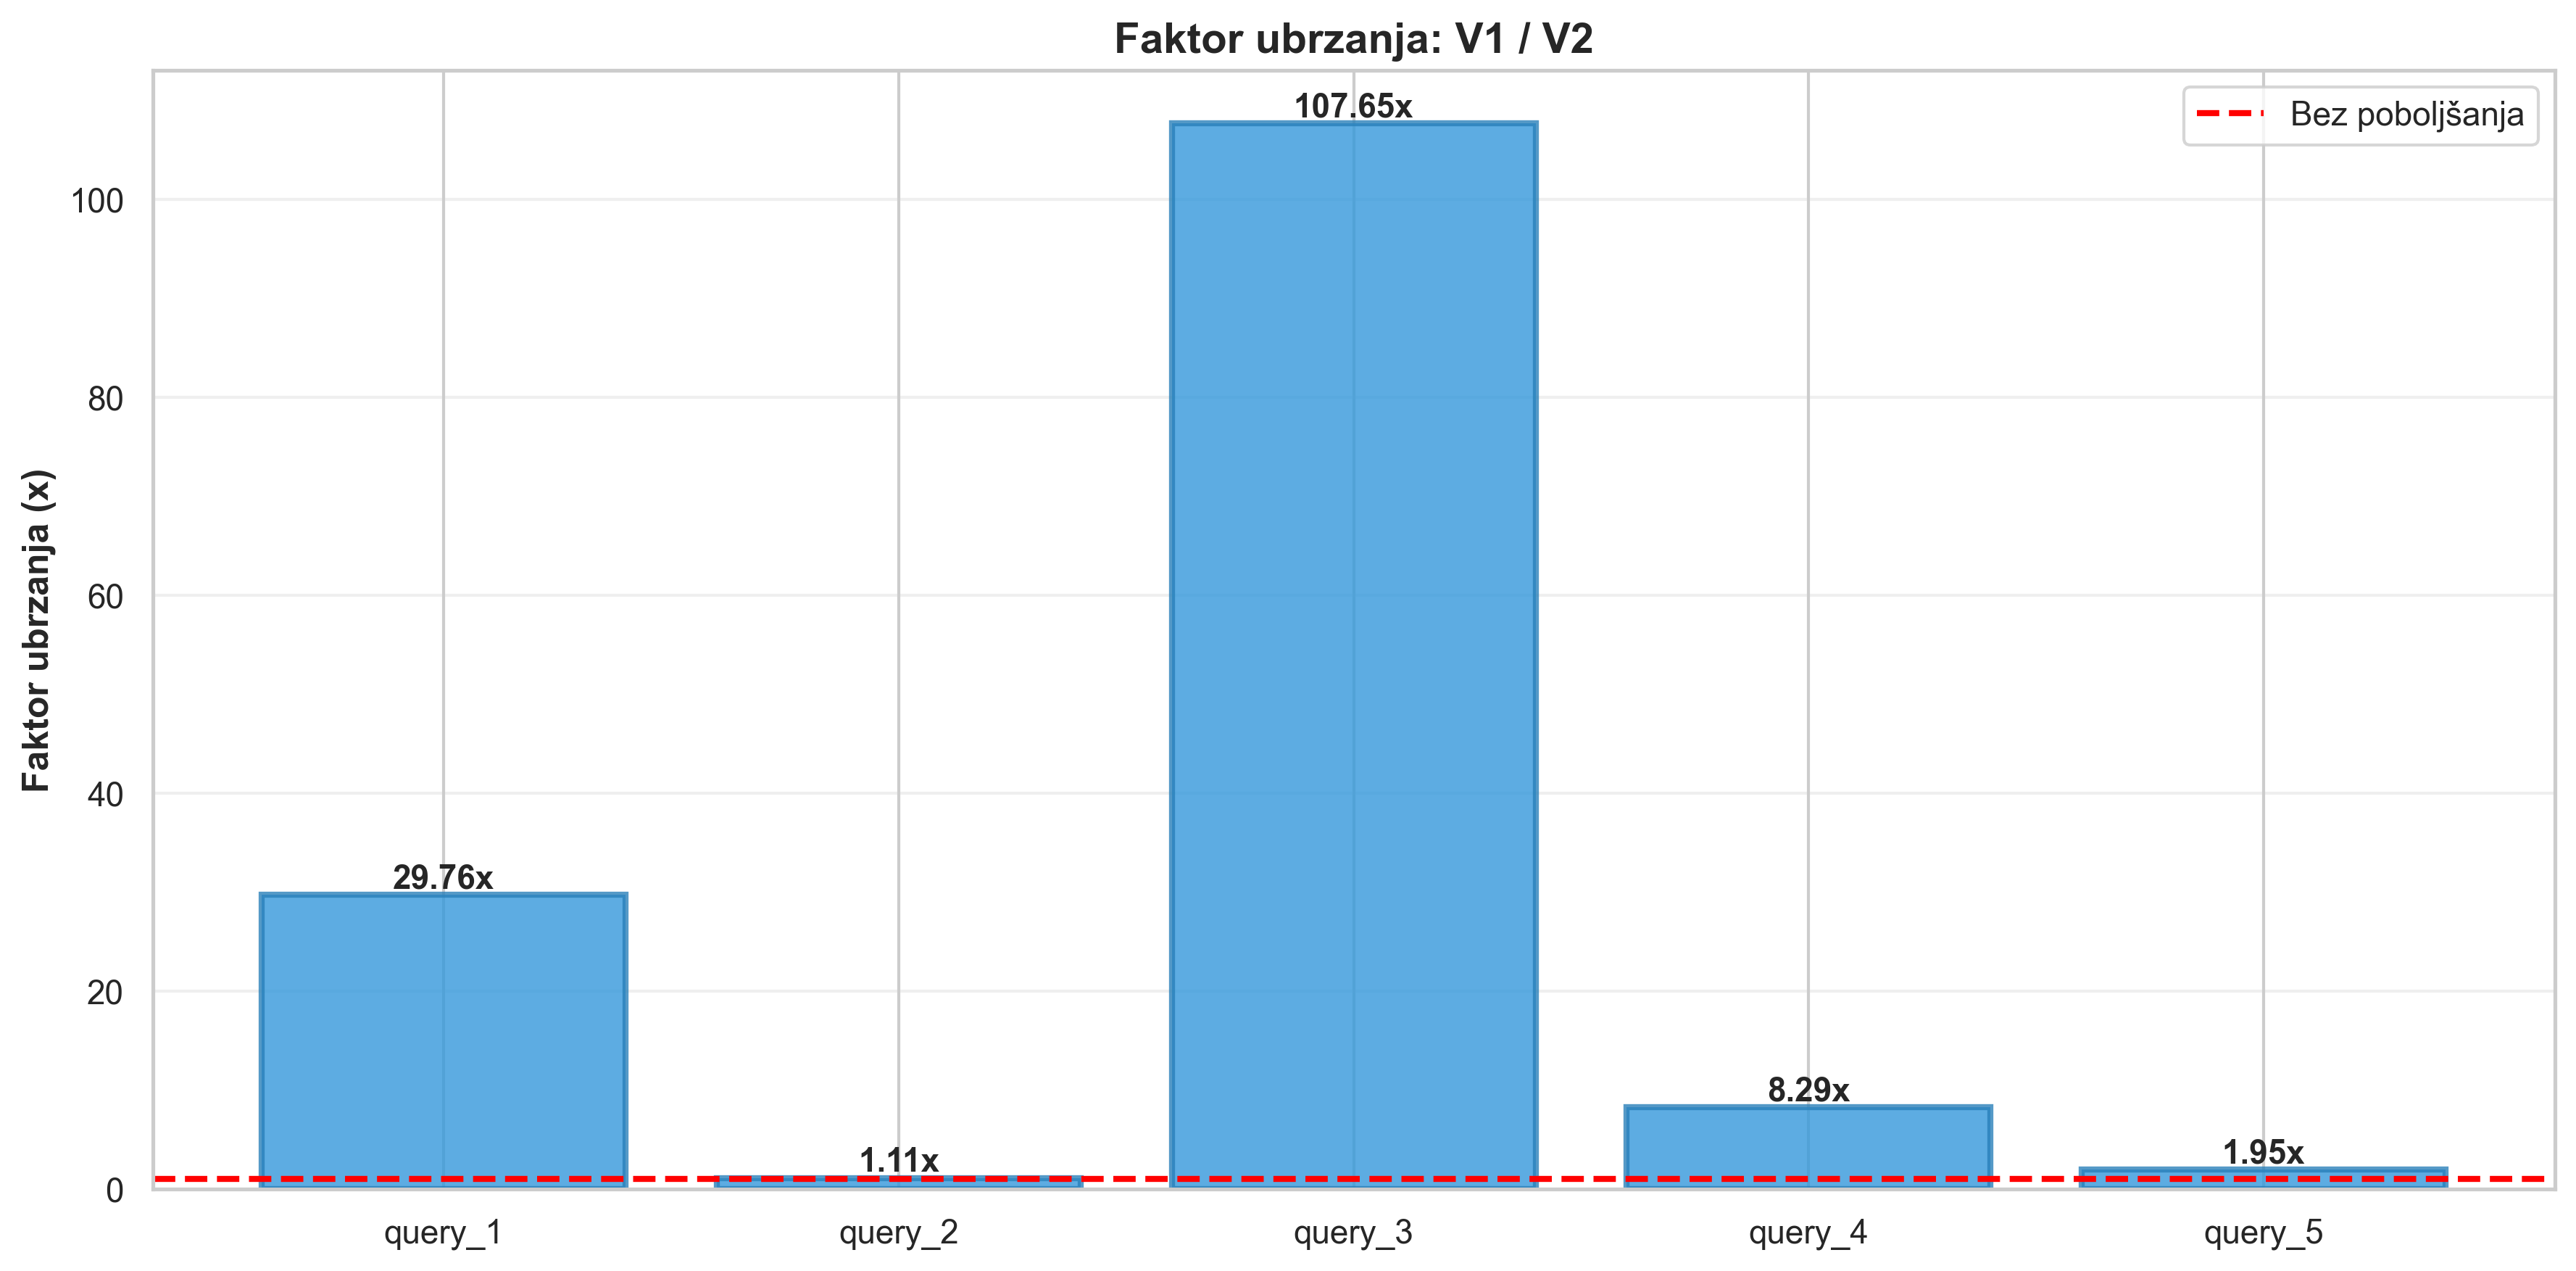 Faktor ubrzanja: V1 / V2
Bez poboljšanja
Faktor ubrzanja (x)
100
80
60
40
20
0
29.76x
1.11x
107.65x
8.29x
1.95x
query_1
query_2
query_3
query_4
query_5